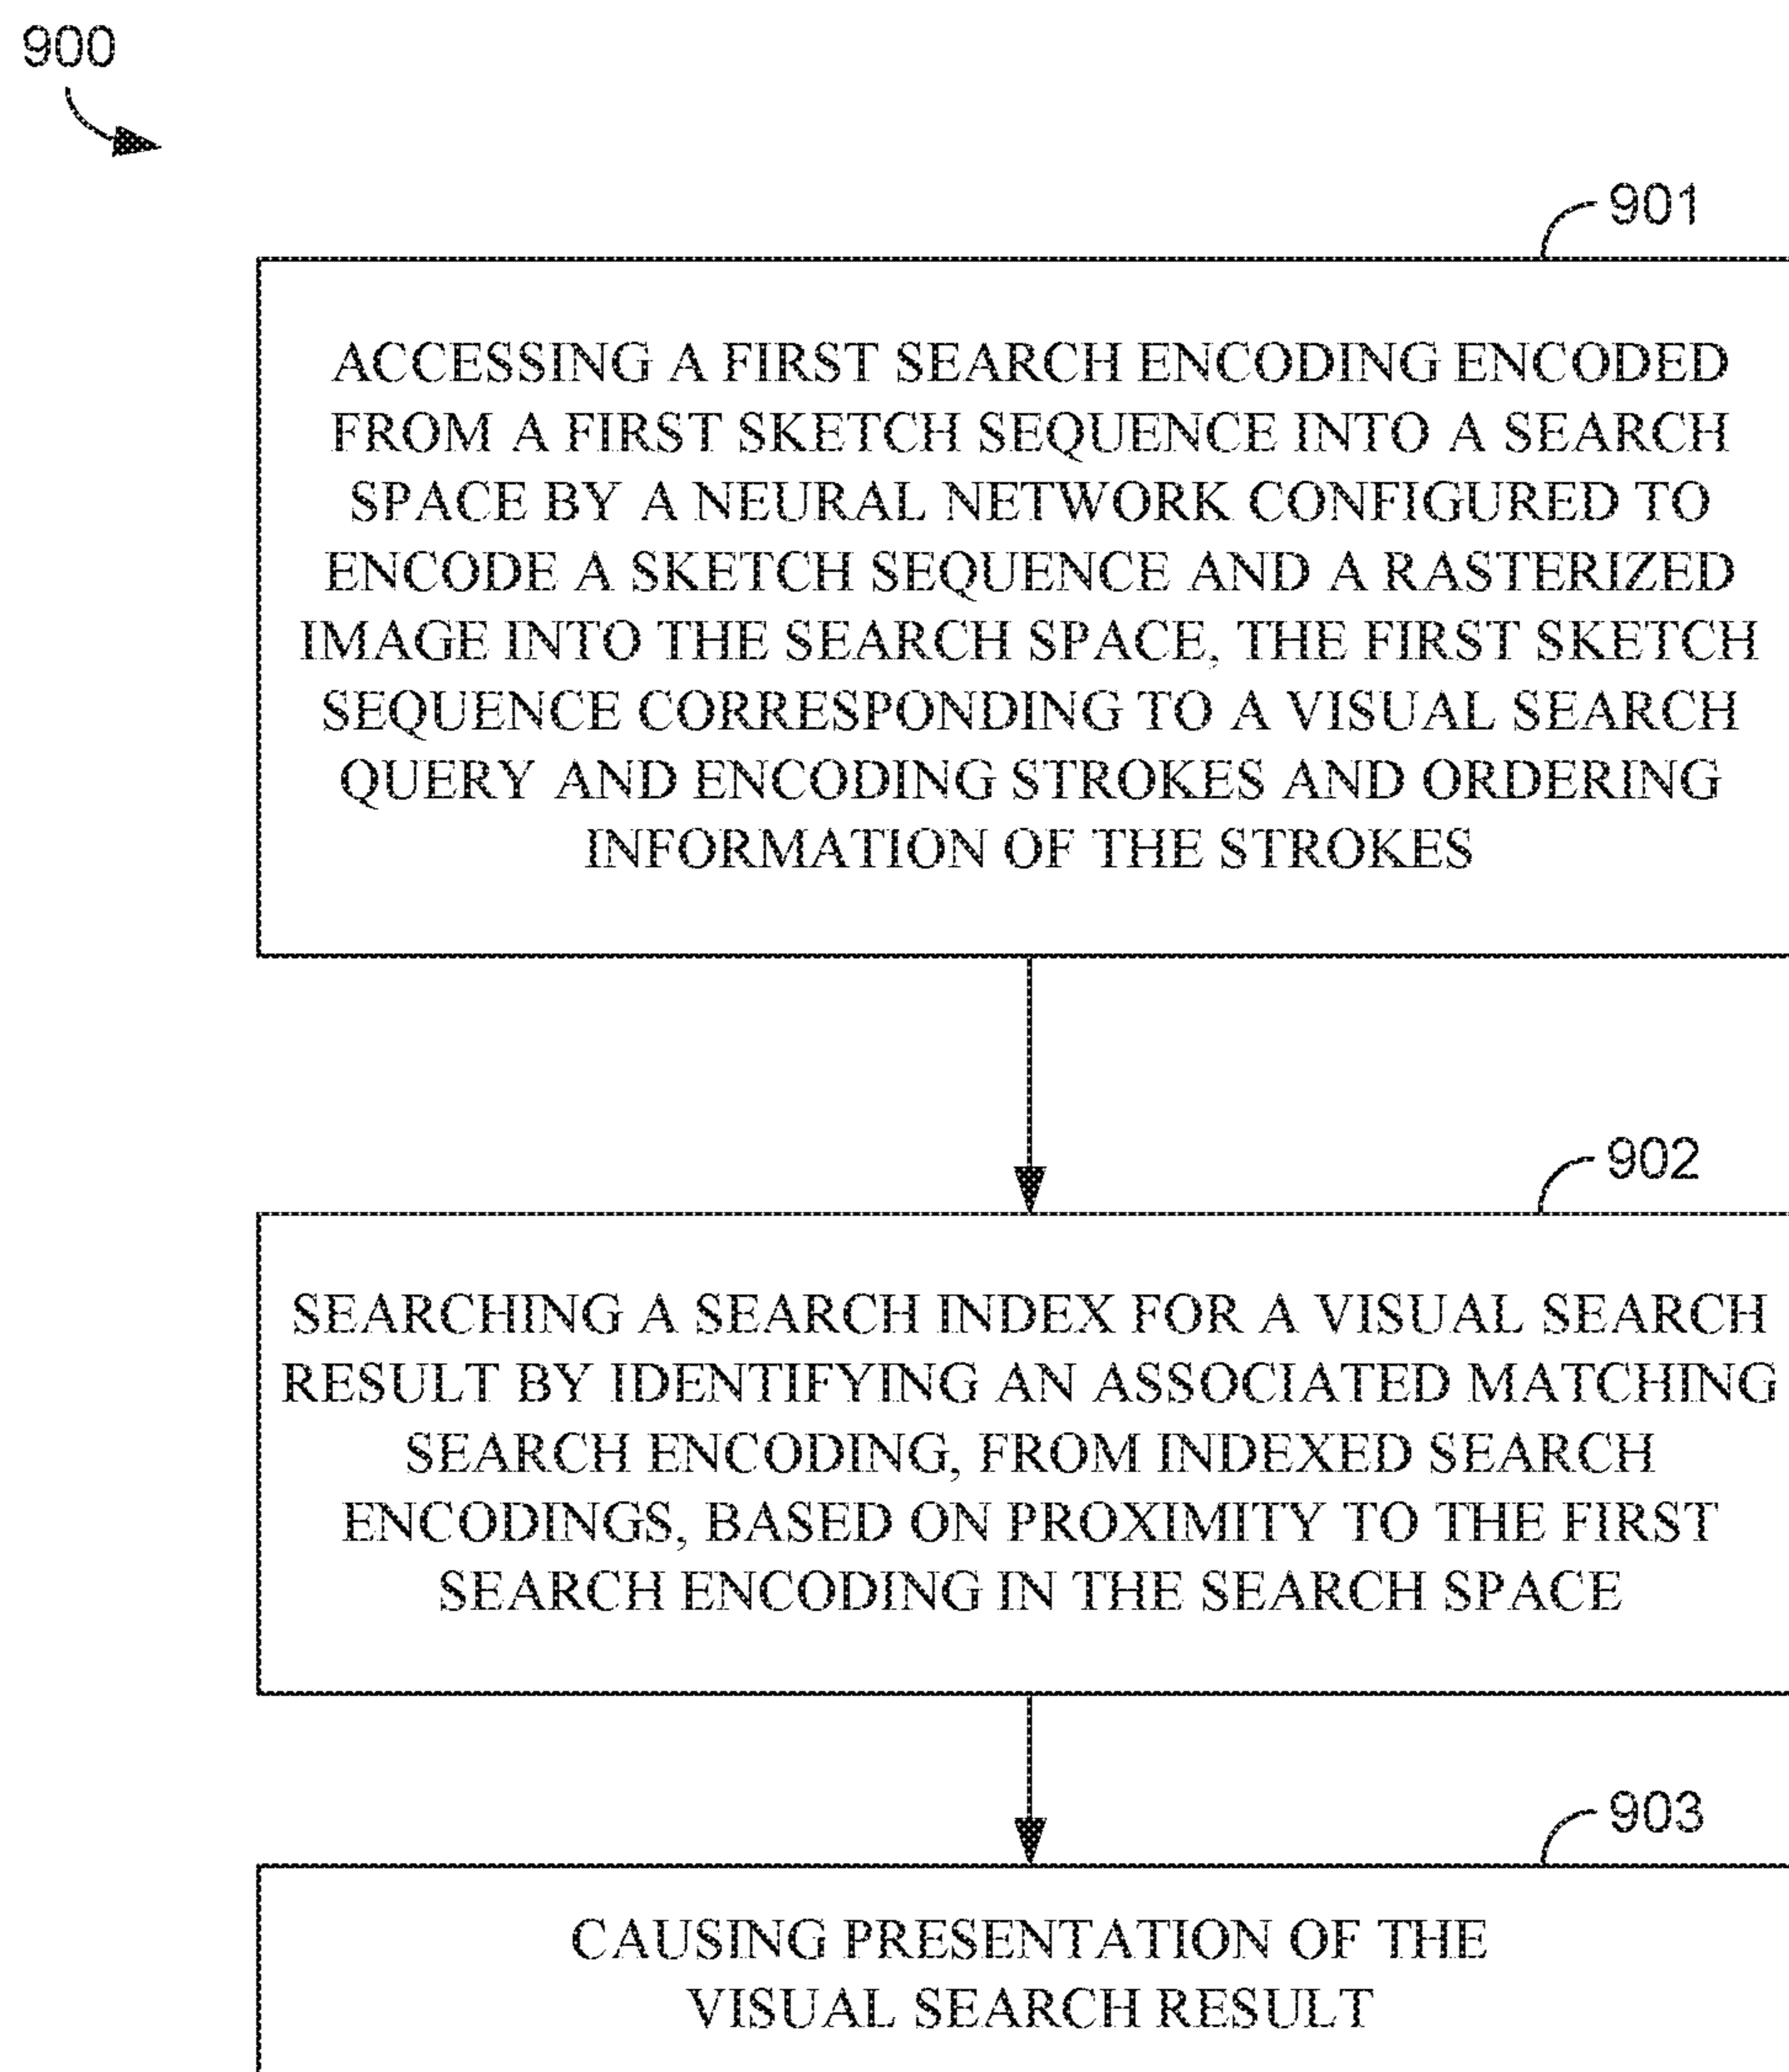 900
901
ACCESSING A FIRST SEARCH ENCODING ENCODED
FROM A FIRST SKETCH SEQUENCE INTO A SEARCH
SPACE BY A NEURAL NETWORK CONFIGURED TO
ENCODE A SKETCH SEQUENCE AND A RASTERIZED
IMAGE INTO THE SEARCH SPACE, THE FIRST SKETCH
SEQUENCE CORRESPONDING TO A VISUAL SEARCH
QUERY AND ENCODING STROKES AND ORDERING
INFORMATION OF THE STROKES
902
SEARCHING A SEARCH INDEX FOR A VISUAL SEARCH
RESULT BY IDENTIFYING AN ASSOCIATED MATCHING
SEARCH ENCODING, FROM INDEXED SEARCH
ENCODINGS, BASED ON PROXIMITY TO THE FIRST
SEARCH ENCODING IN THE SEARCH SPACE
903
CAUSING PRESENTATION OF THE
VISUAL SEARCH RESULT